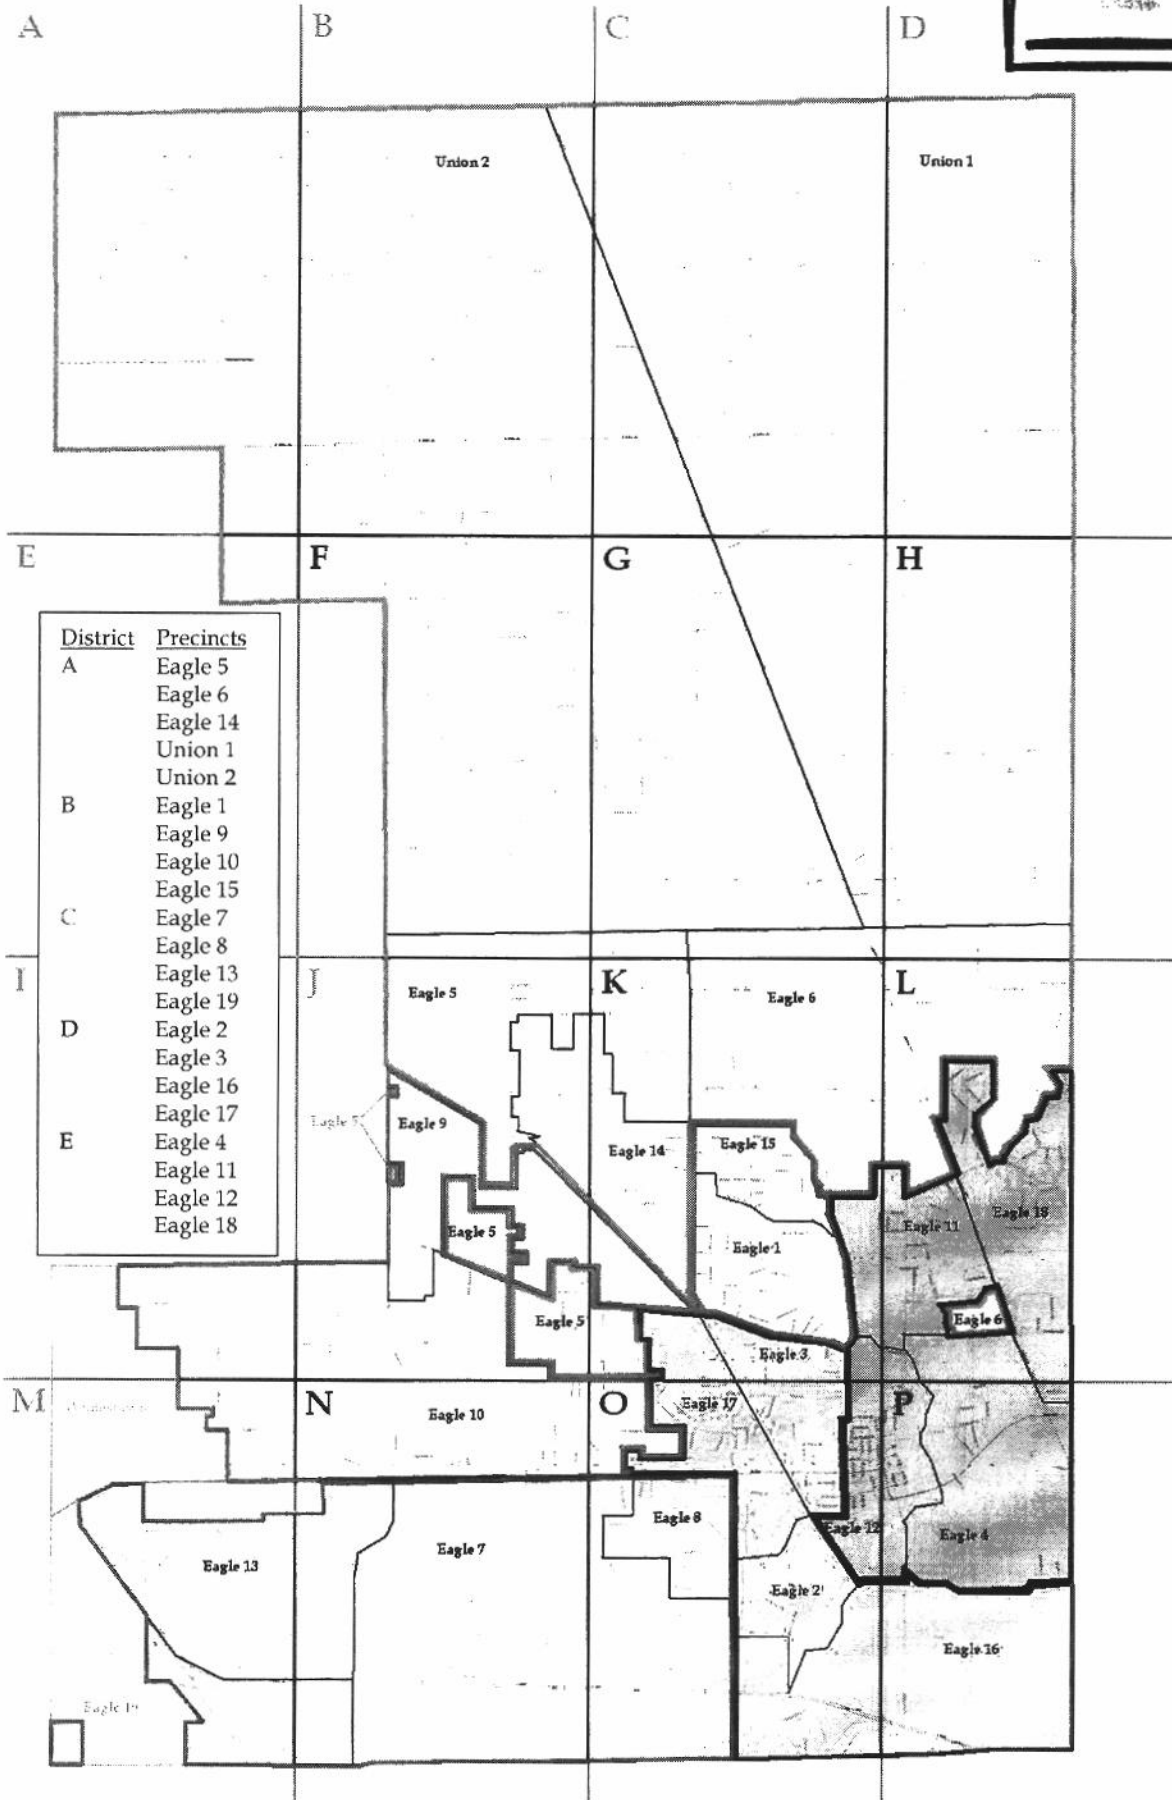 A B C D
Union 2 Union 1
E F G H
District Precincts
A Eagle 5
Eagle 6
Eagle 14
Union 1
Union 2
B Eagle 1
Eagle 9
Eagle 10
Eagle 15
C Eagle 7
Eagle 8
Eagle 13
Eagle 19
D Eagle 2
Eagle 3
Eagle 16
Eagle 17
E Eagle 4
Eagle 11
Eagle 12
Eagle 18
I J K L
Eagle 5 Eagle 6
Eagle 5 Eagle 9
Eagle 14 Eagle 15
Eagle 11 Eagle 18
Eagle 5 Eagle 1
Eagle 5 Eagle 6
Eagle 3
M N O P
Eagle 10 Eagle 17
Eagle 8
Eagle 12 Eagle 4
Eagle 13 Eagle 7
Eagle 2
Eagle 16
Eagle 19